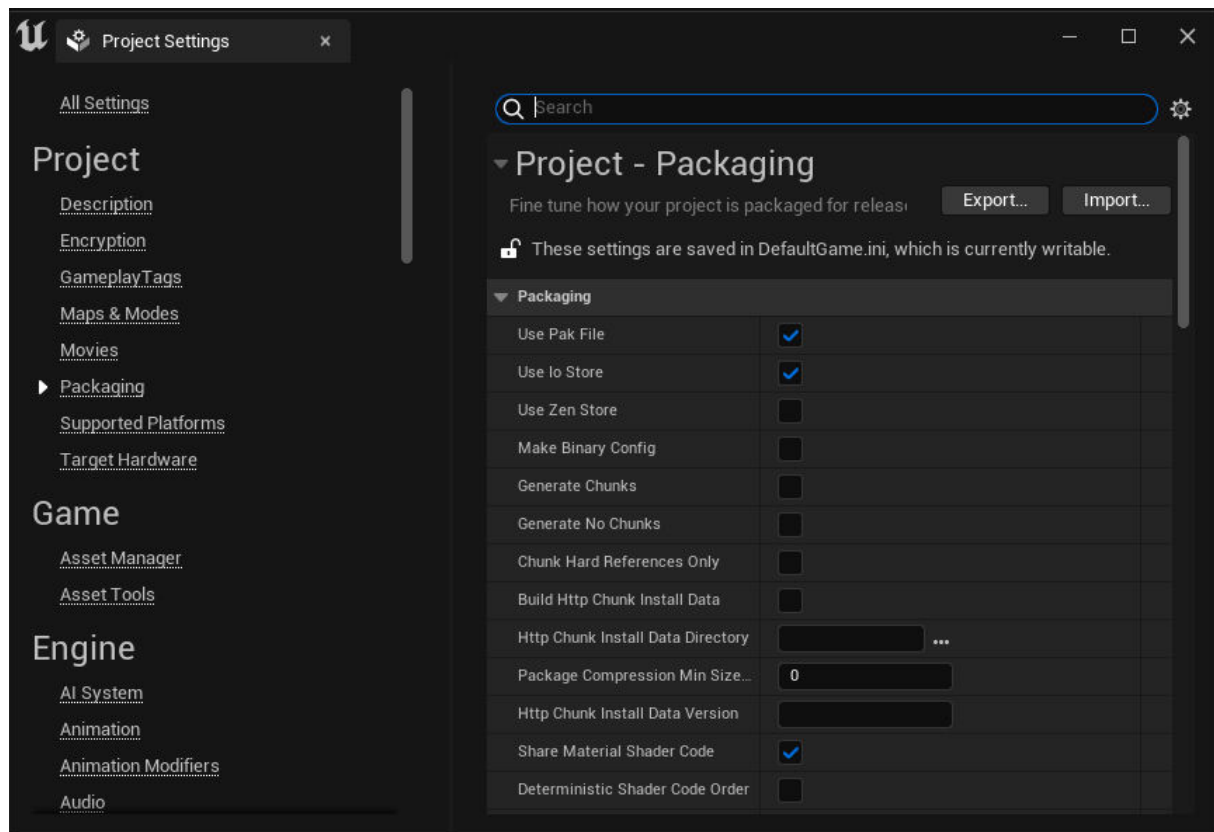 Project Settings
All Settings
Project
Description
Encryption
GameplayTags
Maps & Modes
Movies
Packaging
Supported Platforms
Target Hardware
Game
Asset Manager
Asset Tools
Engine
AI System
Animation
Animation Modifiers
Audio
Search
Project - Packaging
Fine tune how your project is packaged for release
Export...
Import...
These settings are saved in DefaultGame.ini, which is currently writable.
Packaging
Use Pak File
Use Io Store
Use Zen Store
Make Binary Config
Generate Chunks
Generate No Chunks
Chunk Hard References Only
Build Http Chunk Install Data
Http Chunk Install Data Directory
...
Package Compression Min Size...
0
Http Chunk Install Data Version
Share Material Shader Code
Deterministic Shader Code Order